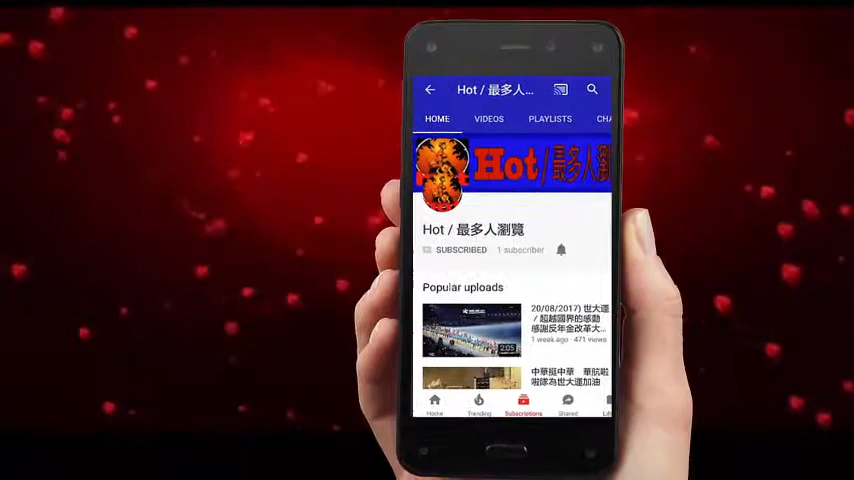 Hot / 最多人...
HOME VIDEOS PLAYLISTS CHA
Hot / 最多人瀏
Hot / 最多人瀏覽
SUBSCRIBED 1 subscriber
Popular uploads
20/08/2017) 世大運
/ 超越國界的感動
感謝反年金改革大...
1 week ago · 471 views
2:05
中華挺中華 華航啦
啦隊為世大運加油
Home Trending Subscriptions Shared Lib